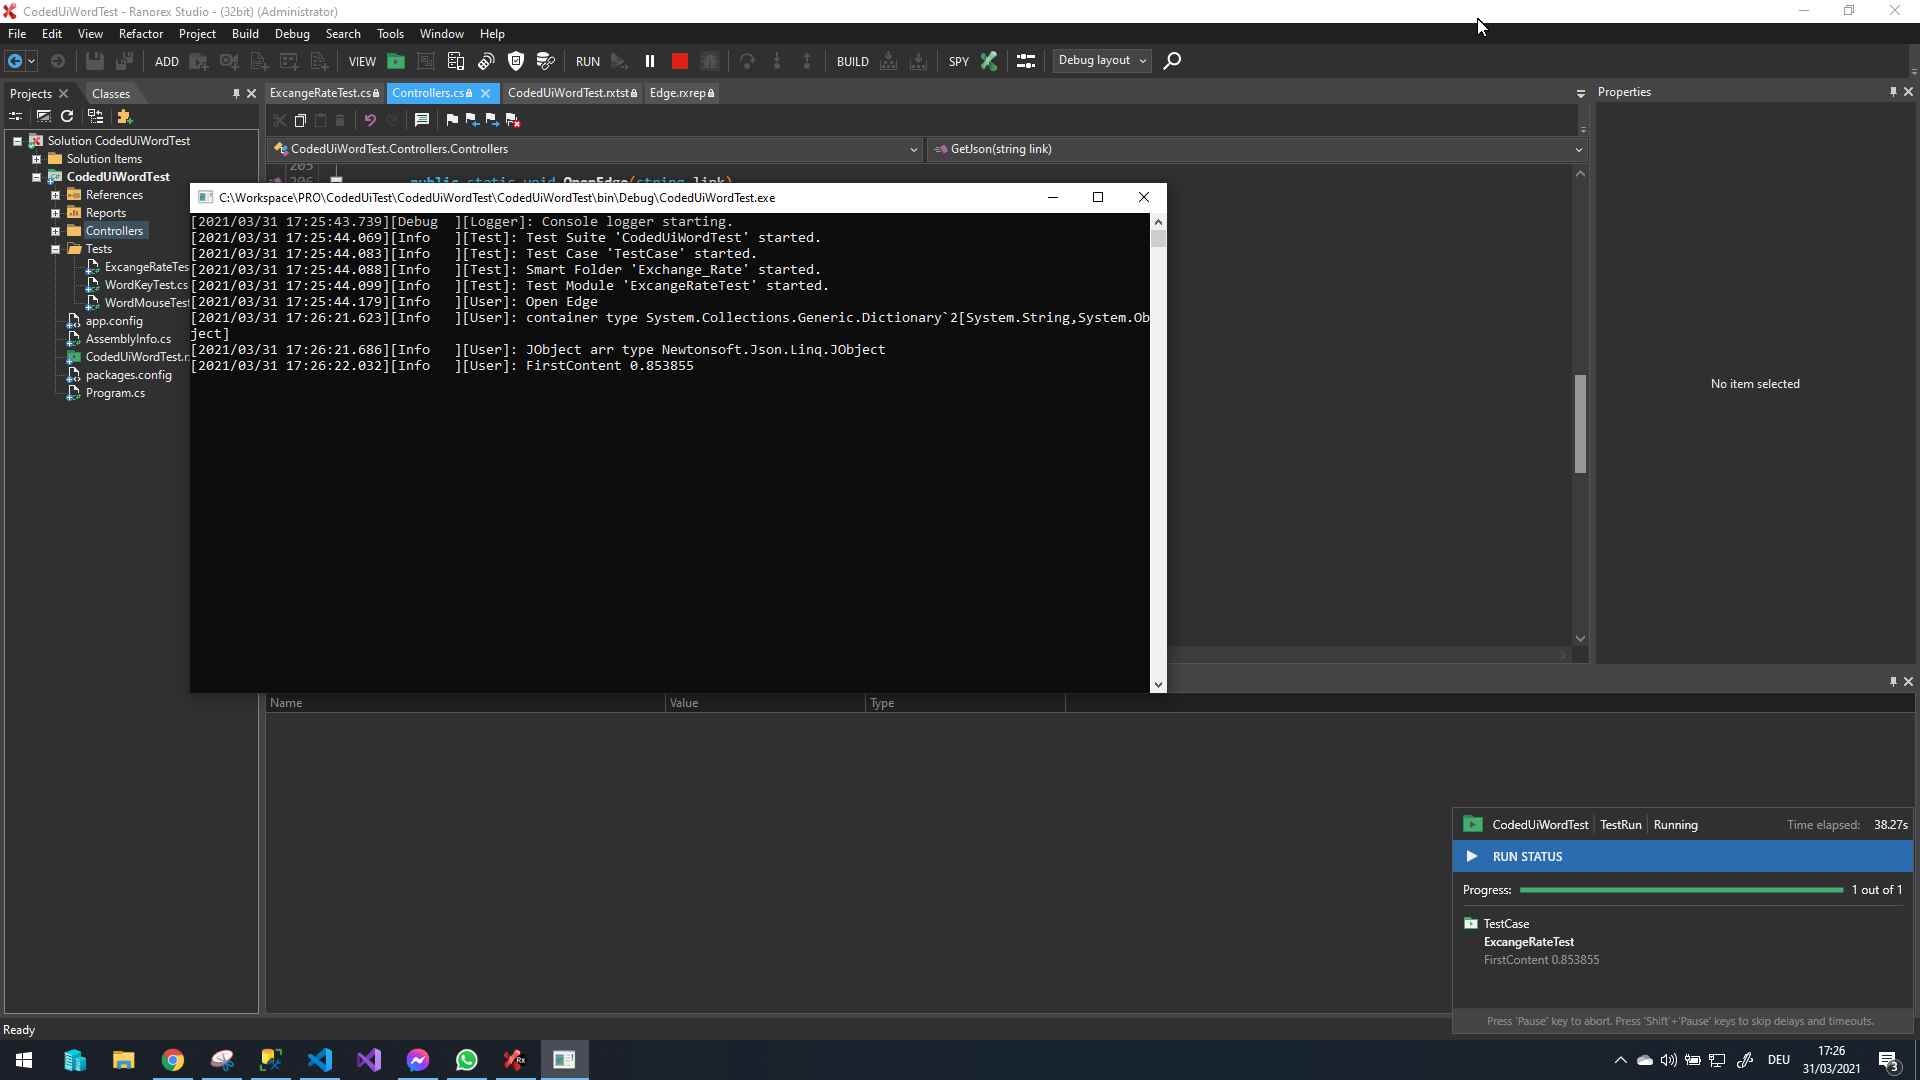 CodedUiWordTest - Ranorex Studio - (32bit) (Administrator)
File Edit View Refactor Project Build Debug Search Tools Window Help
ADD VIEW RUN BUILD SPY Debug layout
Projects Classes
ExcangeRateTest.cs Controllers.cs CodedUiWordTest.rxtst Edge.rxrep
Properties
CodedUiWordTest.Controllers.Controllers
GetJson(string link)
Solution CodedUiWordTest
Solution Items
CodedUiWordTest
References
Reports
Controllers
Tests
ExcangeRateTes
WordKeyTest.cs
WordMouseTest
app.config
AssemblyInfo.cs
CodedUiWordTest.r
packages.config
Program.cs
205
206 public static void OpenEdge(string link)
C:\Workspace\PRO\CodedUiTest\CodedUiWordTest\CodedUiWordTest\bin\Debug\CodedUiWordTest.exe
[2021/03/31 17:25:43.739][Debug  ][Logger]: Console logger starting.
[2021/03/31 17:25:44.069][Info   ][Test]: Test Suite 'CodedUiWordTest' started.
[2021/03/31 17:25:44.083][Info   ][Test]: Test Case 'TestCase' started.
[2021/03/31 17:25:44.088][Info   ][Test]: Smart Folder 'Exchange_Rate' started.
[2021/03/31 17:25:44.099][Info   ][Test]: Test Module 'ExcangeRateTest' started.
[2021/03/31 17:25:44.179][Info   ][User]: Open Edge
[2021/03/31 17:26:21.623][Info   ][User]: container type System.Collections.Generic.Dictionary`2[System.String,System.Ob
ject]
[2021/03/31 17:26:21.686][Info   ][User]: JObject arr type Newtonsoft.Json.Linq.JObject
[2021/03/31 17:26:22.032][Info   ][User]: FirstContent 0.853855
No item selected
Name Value Type
CodedUiWordTest TestRun Running Time elapsed: 38.27s
RUN STATUS
Progress: 1 out of 1
TestCase
ExcangeRateTest
FirstContent 0.853855
Press 'Pause' key to abort. Press 'Shift'+'Pause' keys to skip delays and timeouts.
Ready
DEU
17:26
31/03/2021
3